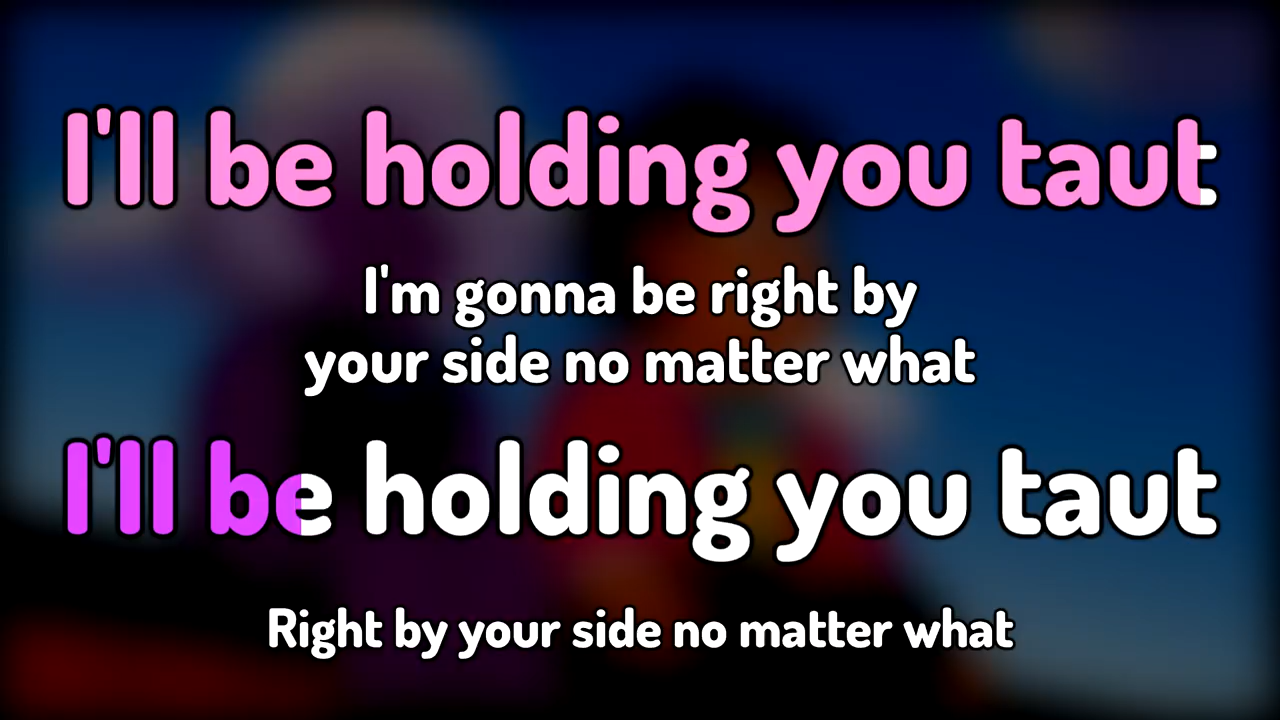 I'll be holding you taut
I'm gonna be right by
your side no matter what
I'll be holding you taut
Right by your side no matter what